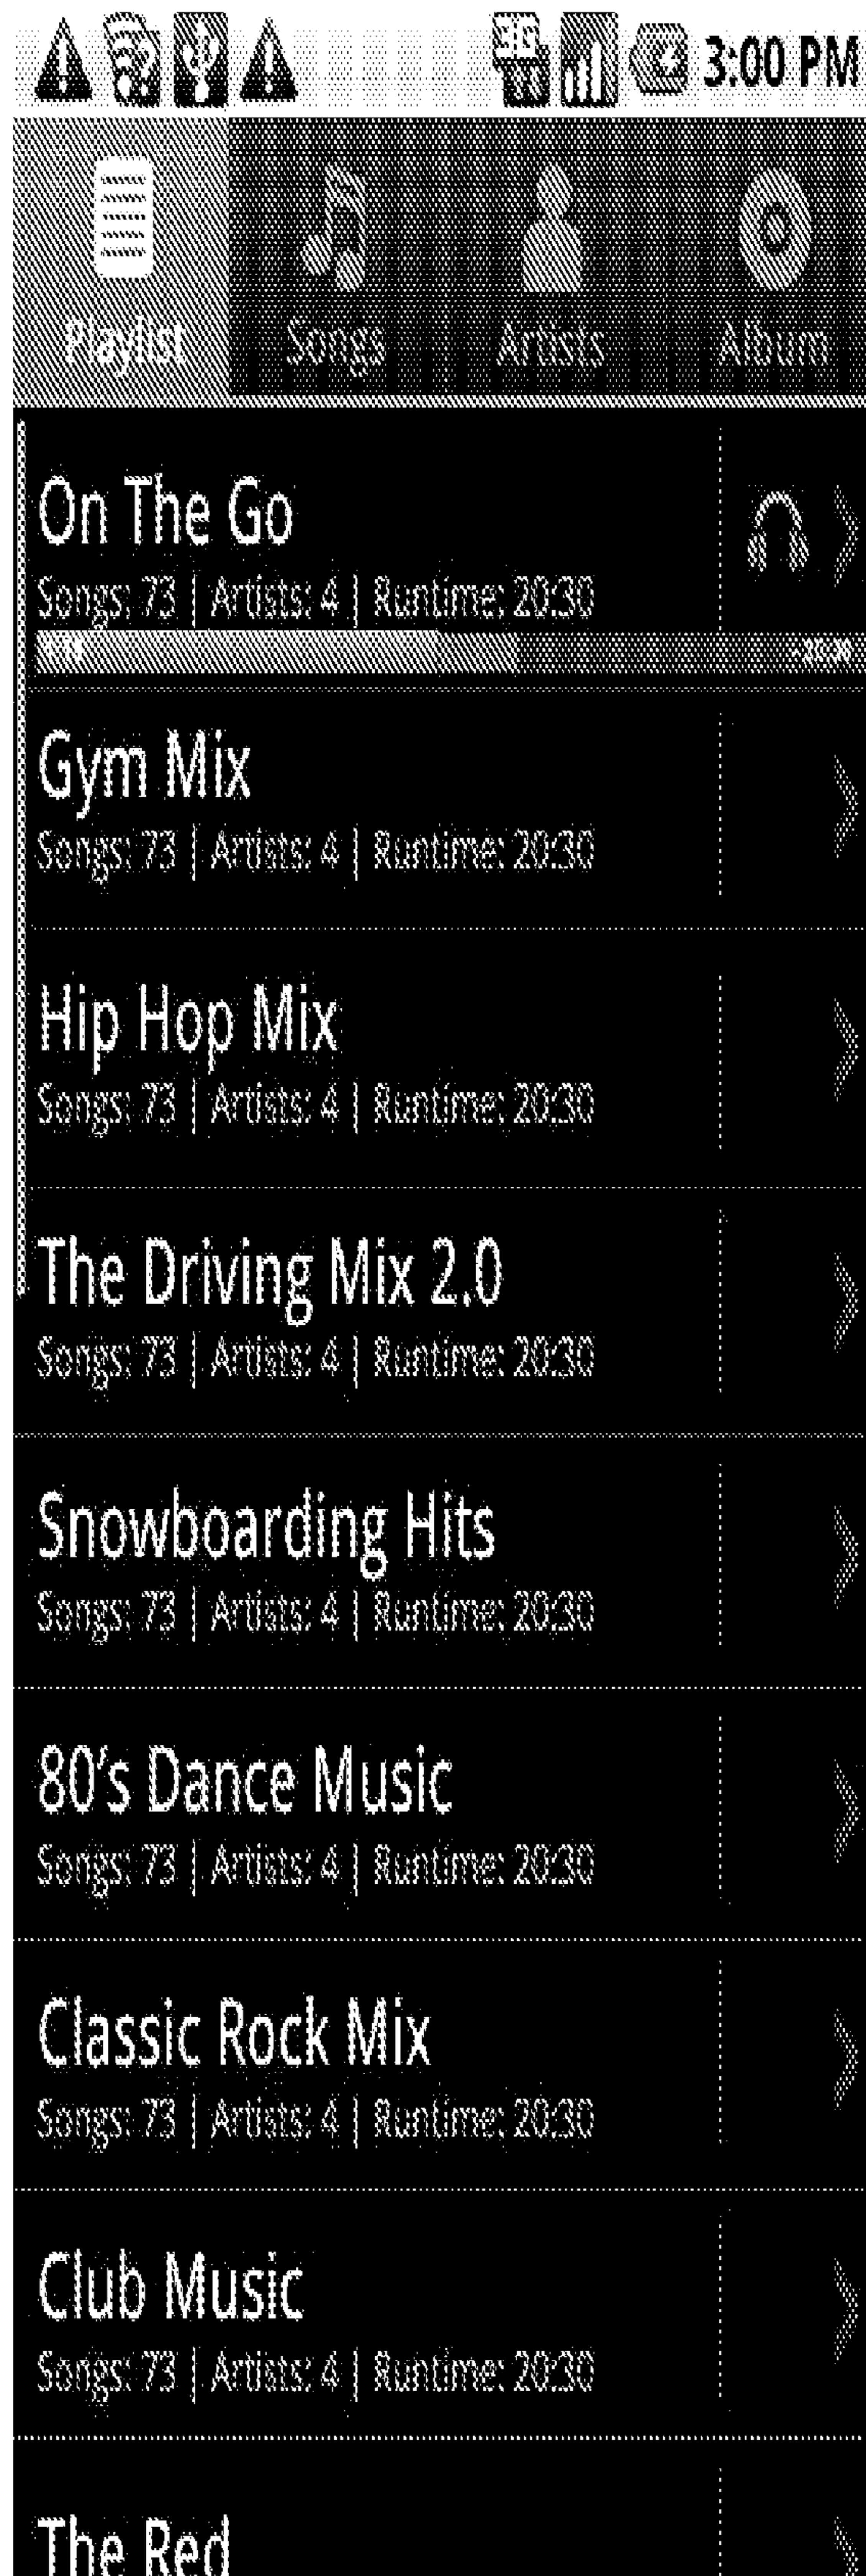 3G
3:00 PM
Playlist Songs Artists Album
On The Go
Songs: 73 | Artists: 4 | Runtime: 20:30
Gym Mix
Songs: 73 | Artists: 4 | Runtime: 20:30
Hip Hop Mix
Songs: 73 | Artists: 4 | Runtime: 20:30
The Driving Mix 2.0
Songs: 73 | Artists: 4 | Runtime: 20:30
Snowboarding Hits
Songs: 73 | Artists: 4 | Runtime: 20:30
80's Dance Music
Songs: 73 | Artists: 4 | Runtime: 20:30
Classic Rock Mix
Songs: 73 | Artists: 4 | Runtime: 20:30
Club Music
Songs: 73 | Artists: 4 | Runtime: 20:30
The Red